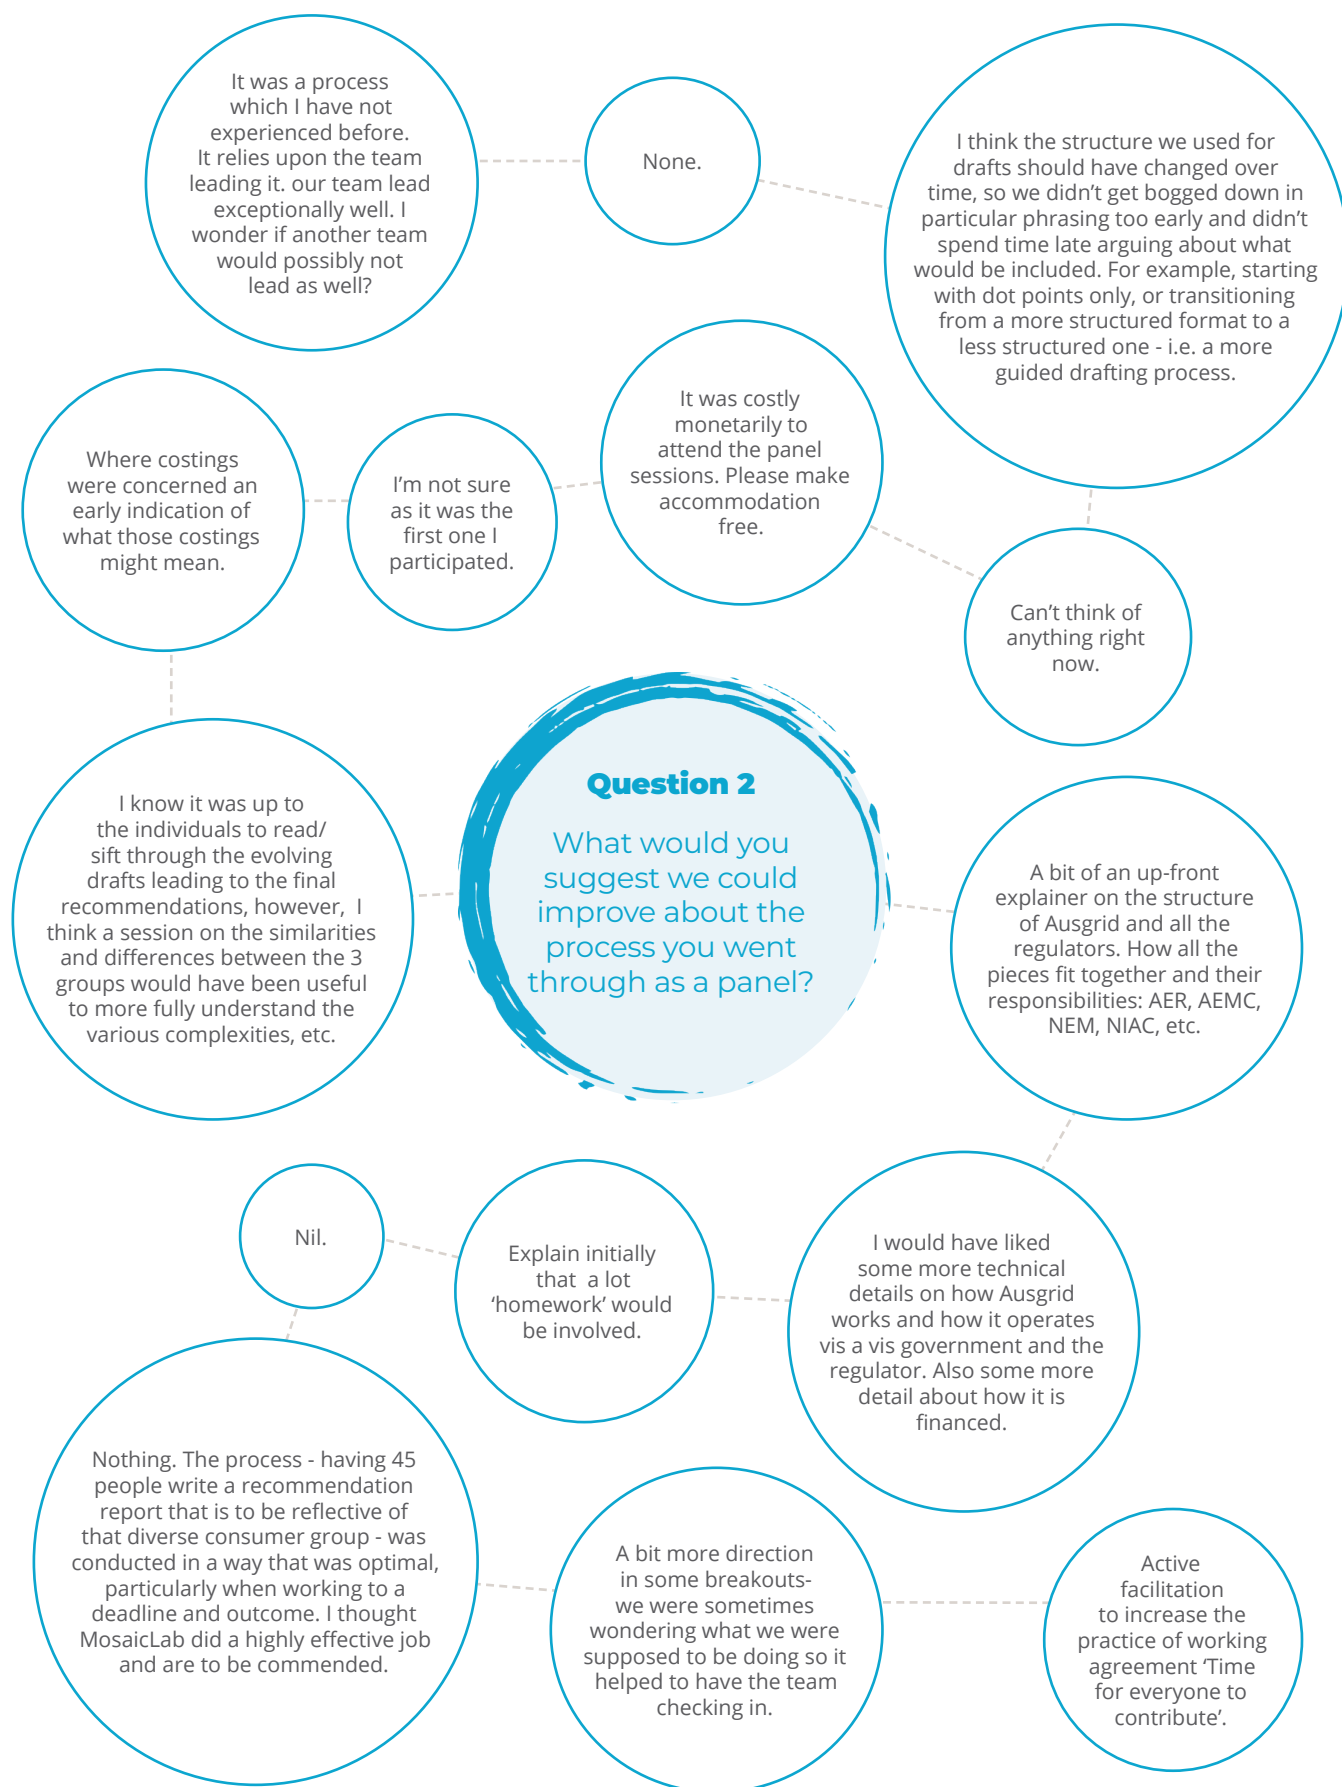 It was a process
which I have not
experienced before.
It relies upon the team
leading it. our team lead
exceptionally well. I
wonder if another team
would possibly not
lead as well?
None.
I think the structure we used for
drafts should have changed over
time, so we didn’t get bogged down in
particular phrasing too early and didn’t
spend time late arguing about what
would be included. For example, starting
with dot points only, or transitioning
from a more structured format to a
less structured one - i.e. a more
guided drafting process.
Where costings
were concerned an
early indication of
what those costings
might mean.
I’m not sure
as it was the
first one I
participated.
It was costly
monetarily to
attend the panel
sessions. Please make
accommodation
free.
Can’t think of
anything right
now.
I know it was up to
the individuals to read/
sift through the evolving
drafts leading to the final
recommendations, however,  I
think a session on the similarities
and differences between the 3
groups would have been useful
to more fully understand the
various complexities, etc.
Question 2
What would you
suggest we could
improve about the
process you went
through as a panel?
A bit of an up-front
explainer on the structure
of Ausgrid and all the
regulators. How all the
pieces fit together and their
responsibilities: AER, AEMC,
NEM, NIAC, etc.
Nil.
Explain initially
that  a lot
‘homework’ would
be involved.
I would have liked
some more technical
details on how Ausgrid
works and how it operates
vis a vis government and the
regulator. Also some more
detail about how it is
financed.
Nothing. The process - having 45
people write a recommendation
report that is to be reflective of
that diverse consumer group - was
conducted in a way that was optimal,
particularly when working to a
deadline and outcome. I thought
MosaicLab did a highly effective job
and are to be commended.
A bit more direction
in some breakouts-
we were sometimes
wondering what we were
supposed to be doing so it
helped to have the team
checking in.
Active
facilitation
to increase the
practice of working
agreement ‘Time
for everyone to
contribute’.